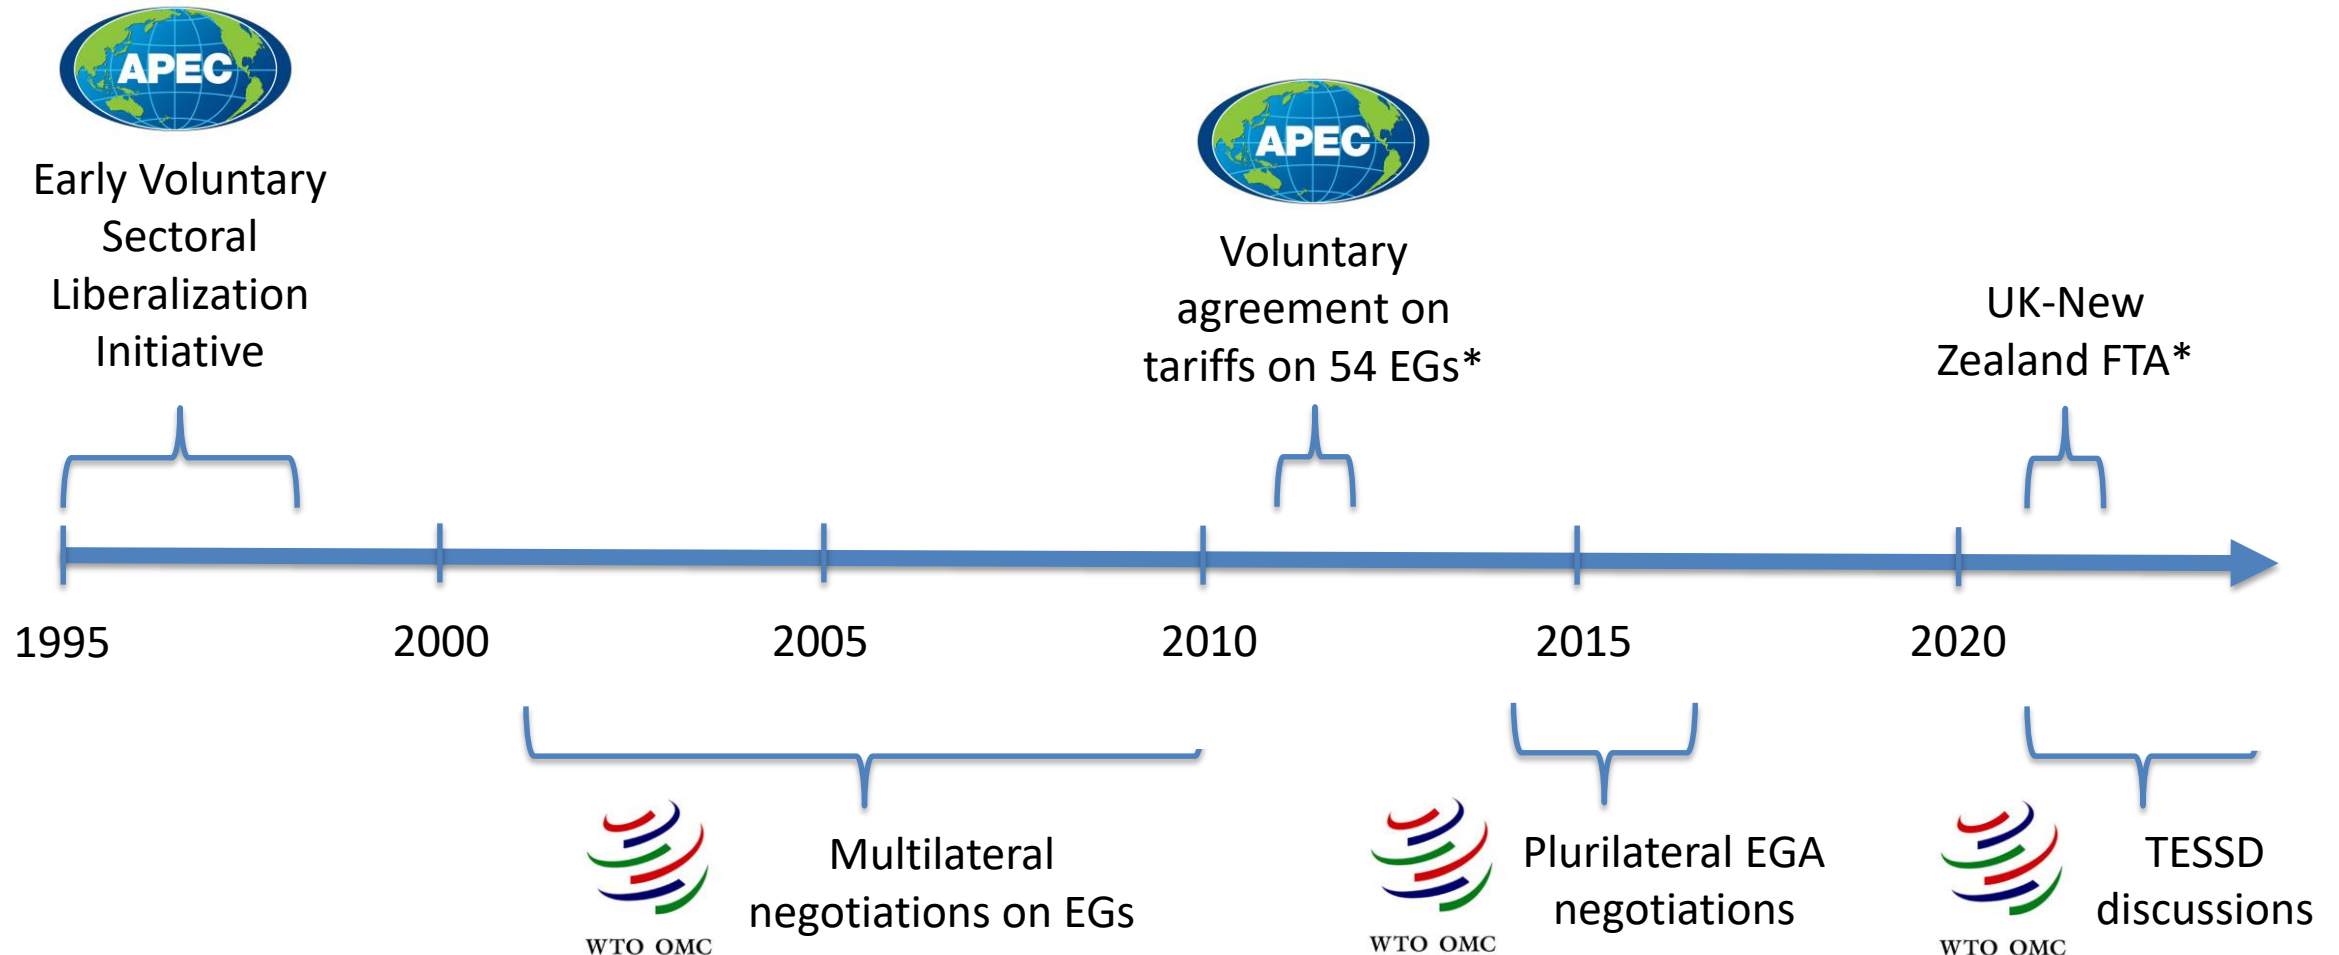 APEC
Early Voluntary
Sectoral
Liberalization
Initiative
APEC
Voluntary
agreement on
tariffs on 54 EGs*
UK-New
Zealand FTA*
1995
2000
2005
2010
2015
2020
WTO OMC
Multilateral
negotiations on EGs
WTO OMC
Plurilateral EGA
negotiations
WTO OMC
TESSD
discussions